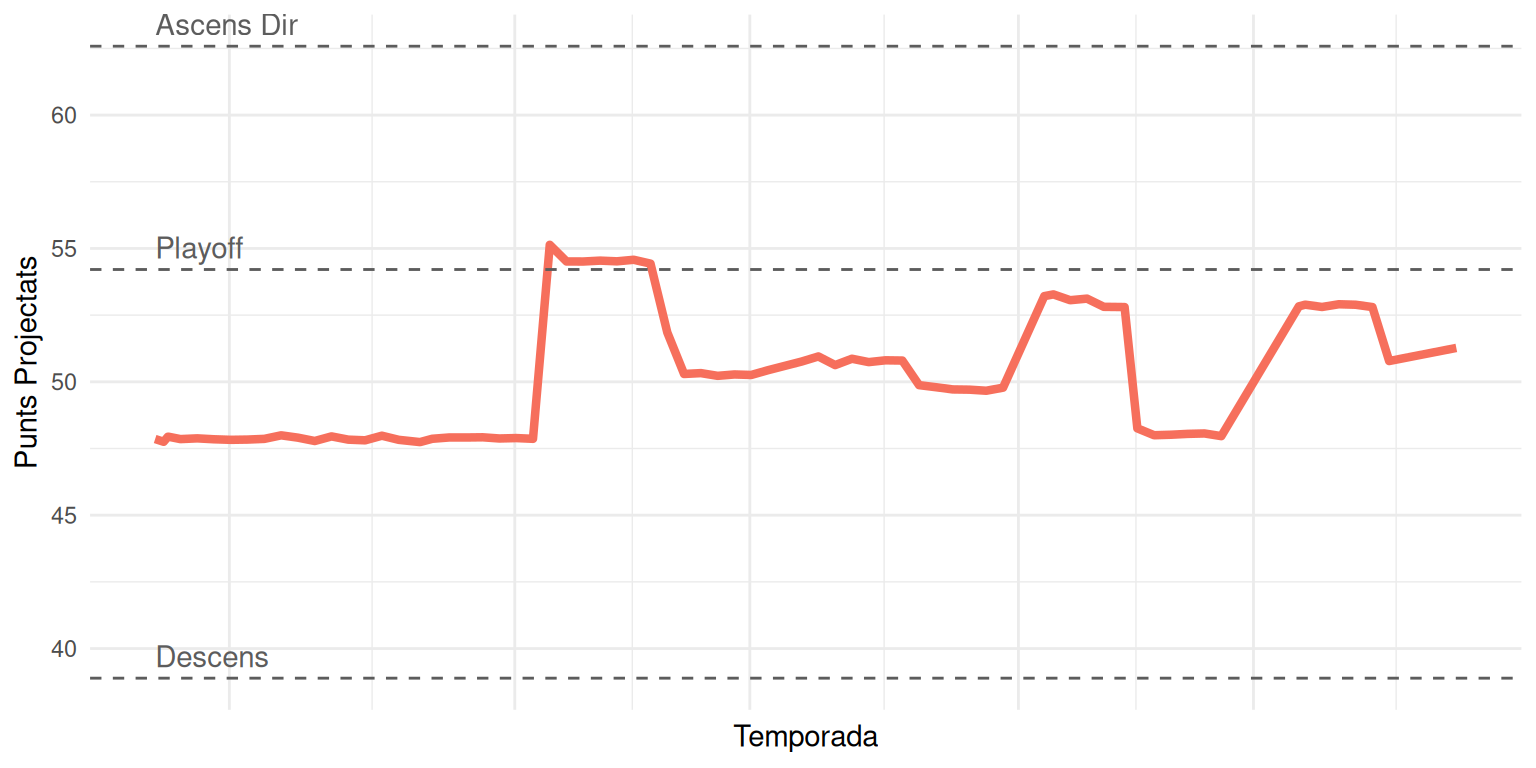 Ascens Dir
60
Playoff
55
50
45
Descens
40
Punts Projectats
Temporada